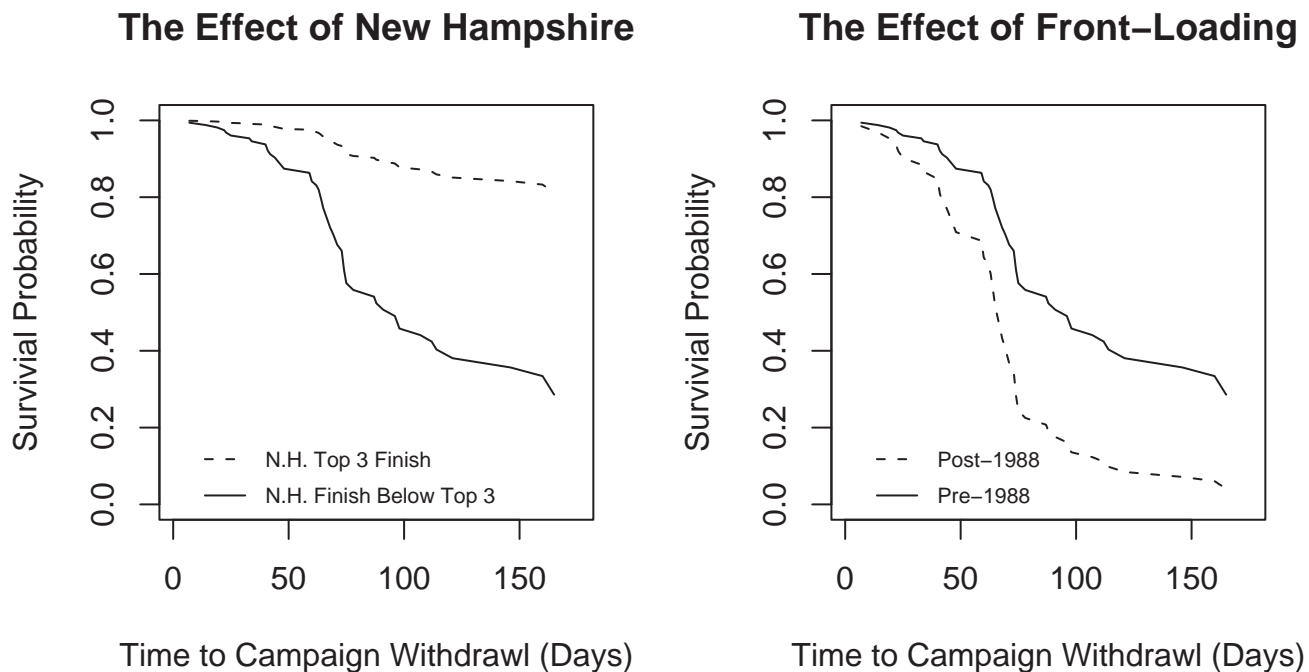 The Effect of New Hampshire
Survivial Probability
1.0
0.8
0.6
0.4
0.2
0.0
N.H. Top 3 Finish
N.H. Finish Below Top 3
0 50 100 150
Time to Campaign Withdrawl (Days)
The Effect of Front–Loading
Survivial Probability
1.0
0.8
0.6
0.4
0.2
0.0
Post–1988
Pre–1988
0 50 100 150
Time to Campaign Withdrawl (Days)